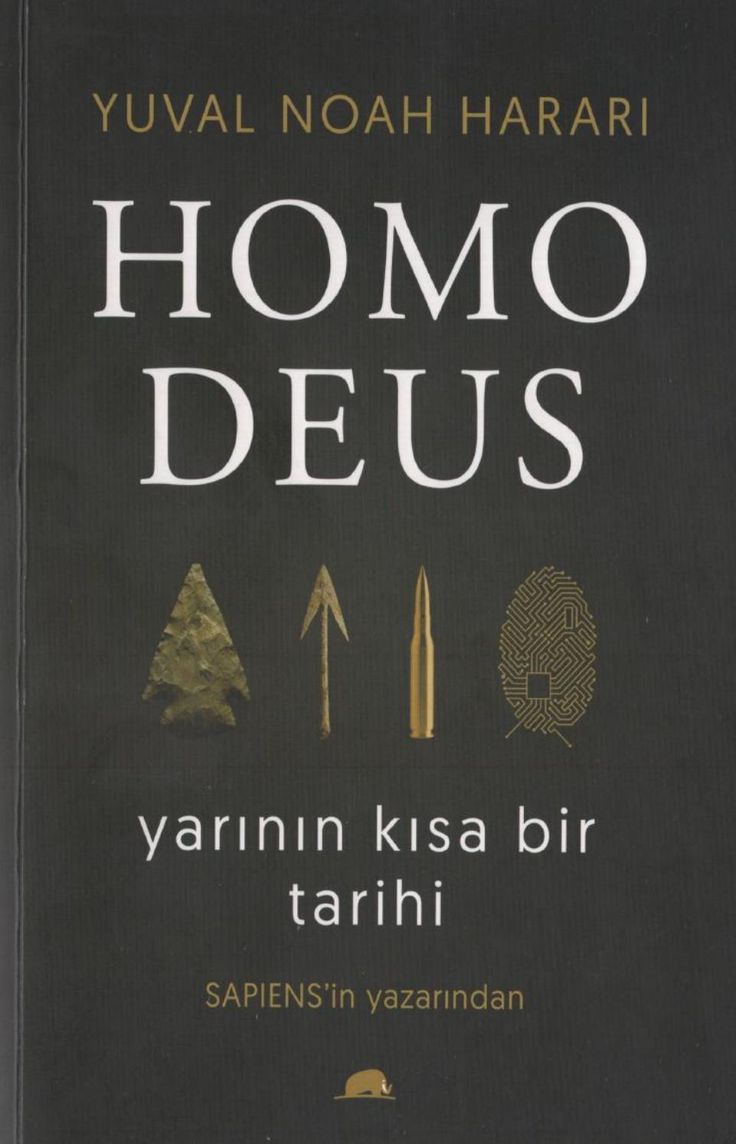 YUVAL NOAH HARARI
HOMO
DEUS
yarının kısa bir
tarihi
SAPIENS'in yazarından